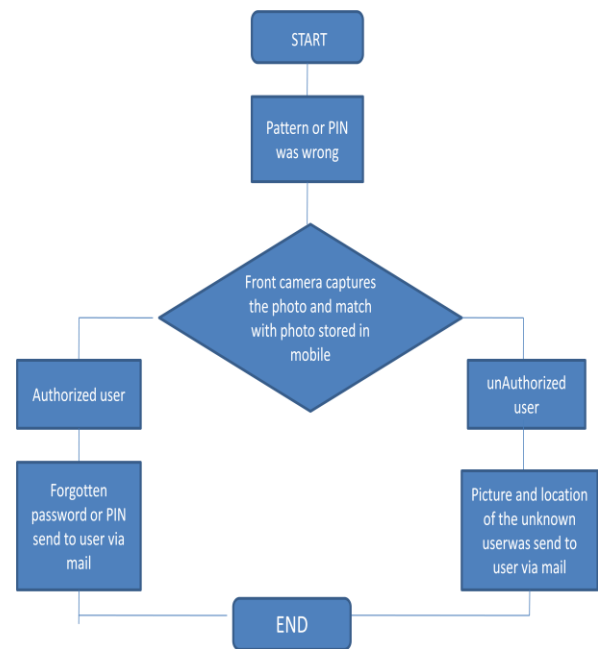 START
Pattern or PIN
was wrong
Front camera captures
the photo and match
with photo stored in
mobile
Authorized user
unAuthorized
user
Forgotten
password or PIN
send to user via
mail
Picture and location
of the unknown
userwas send to
user via mail
END